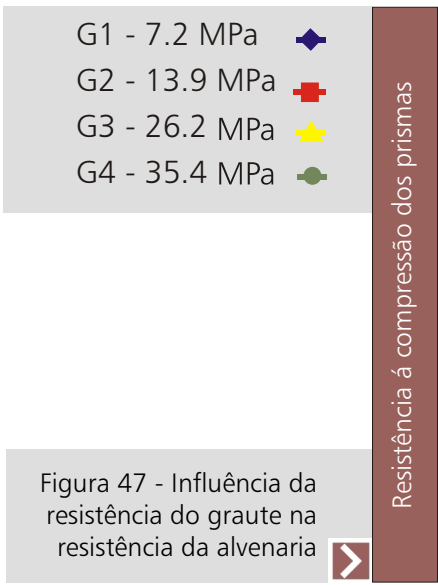 G1 - 7.2 MPa
G2 - 13.9 MPa
G3 - 26.2 MPa
G4 - 35.4 MPa
Resistência á compressão dos prismas
Figura 47 - Influência da
resistência do graute na
resistência da alvenaria